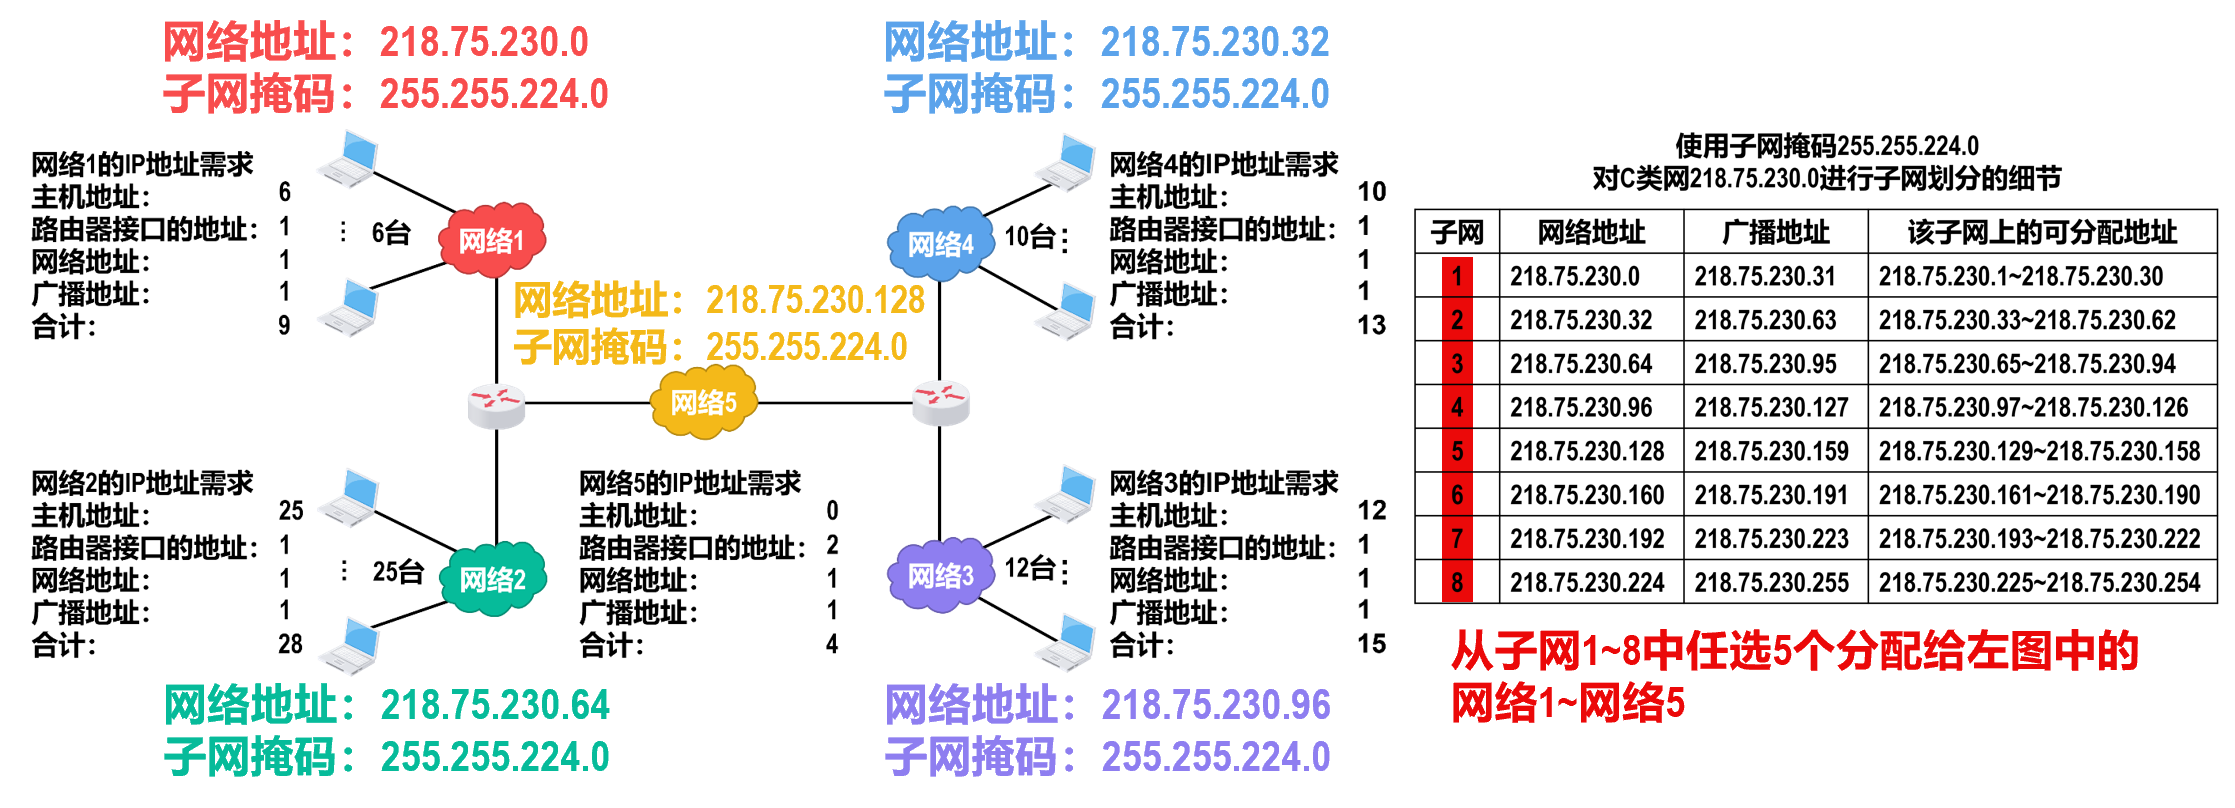 网络地址：218.75.230.0
子网掩码：255.255.224.0
网络地址：218.75.230.32
子网掩码：255.255.224.0
网络1的IP地址需求
主机地址： 6
路由器接口的地址： 1
网络地址： 1
广播地址： 1
合计： 9
⋮ 6台
网络1
网络4
10台⋮
网络4的IP地址需求
主机地址： 10
路由器接口的地址： 1
网络地址： 1
广播地址： 1
合计： 13
网络地址：218.75.230.128
子网掩码：255.255.224.0
网络5
网络2的IP地址需求
主机地址： 25
路由器接口的地址： 1
网络地址： 1
广播地址： 1
合计： 28
⋮ 25台
网络2
网络5的IP地址需求
主机地址： 0
路由器接口的地址： 2
网络地址： 1
广播地址： 1
合计： 4
网络3
12台⋮
网络3的IP地址需求
主机地址： 12
路由器接口的地址： 1
网络地址： 1
广播地址： 1
合计： 15
网络地址：218.75.230.64
子网掩码：255.255.224.0
网络地址：218.75.230.96
子网掩码：255.255.224.0
使用子网掩码255.255.224.0
对C类网218.75.230.0进行子网划分的细节
子网 网络地址 广播地址 该子网上的可分配地址
1 218.75.230.0 218.75.230.31 218.75.230.1~218.75.230.30
2 218.75.230.32 218.75.230.63 218.75.230.33~218.75.230.62
3 218.75.230.64 218.75.230.95 218.75.230.65~218.75.230.94
4 218.75.230.96 218.75.230.127 218.75.230.97~218.75.230.126
5 218.75.230.128 218.75.230.159 218.75.230.129~218.75.230.158
6 218.75.230.160 218.75.230.191 218.75.230.161~218.75.230.190
7 218.75.230.192 218.75.230.223 218.75.230.193~218.75.230.222
8 218.75.230.224 218.75.230.255 218.75.230.225~218.75.230.254
从子网1~8中任选5个分配给左图中的
网络1~网络5